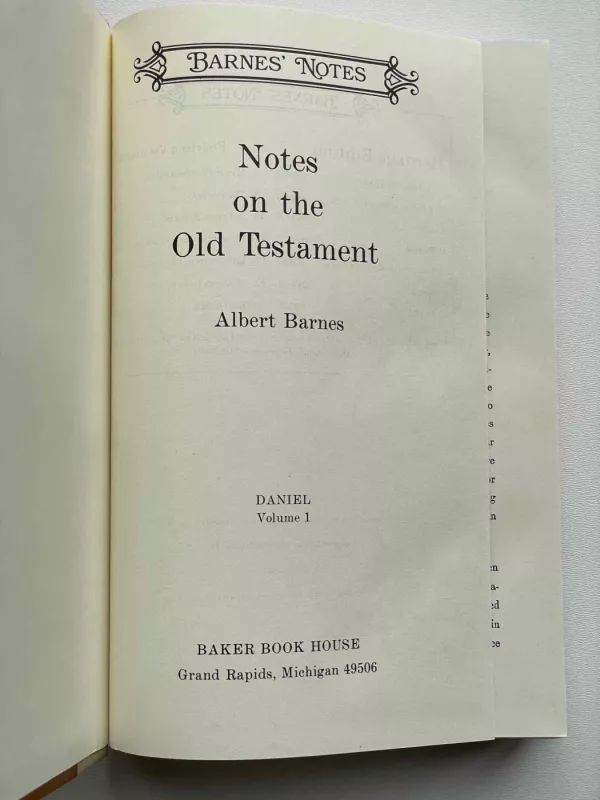 BARNES' NOTES
Notes
on the
Old Testament
Albert Barnes
DANIEL
Volume 1
BAKER BOOK HOUSE
Grand Rapids, Michigan 49506